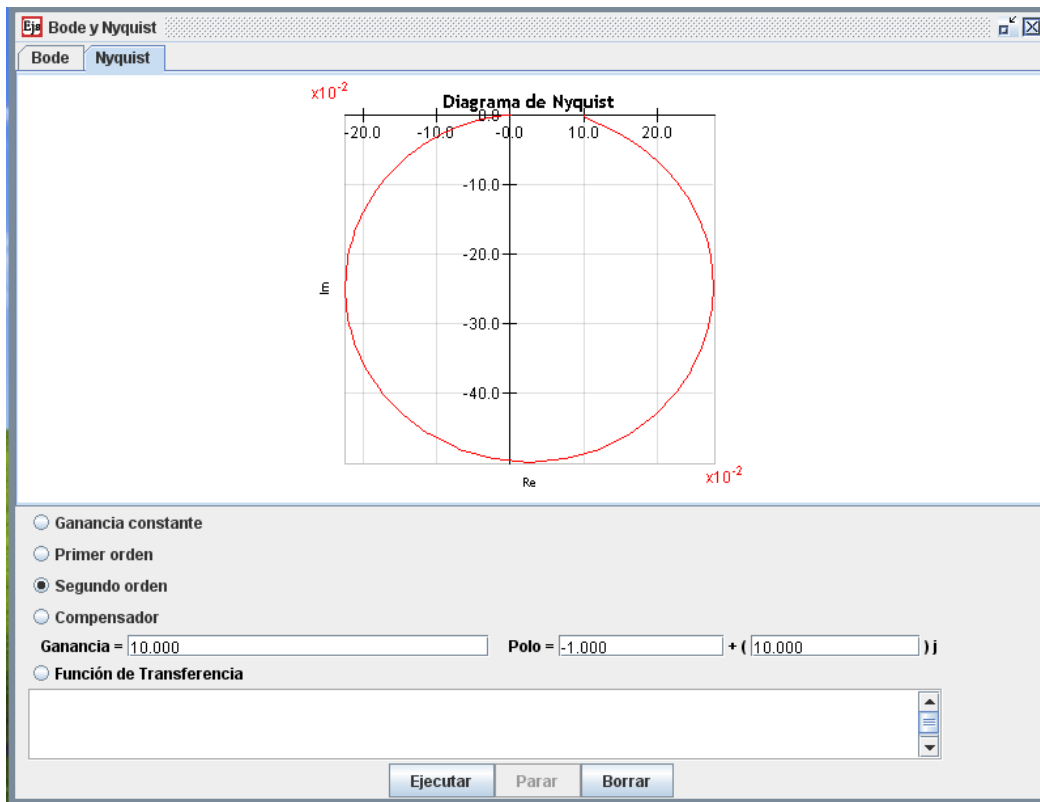 Ejs Bode y Nyquist
Bode Nyquist
x10-2
Diagrama de Nyquist
0.0
-20.0 -10.0 -0.0 10.0 20.0
-10.0
-20.0
Im
-30.0
-40.0
Re
x10-2
Ganancia constante
Primer orden
Segundo orden
Compensador
Ganancia = 10.000 Polo = -1.000 + ( 10.000 ) j
Función de Transferencia
Ejecutar Parar Borrar